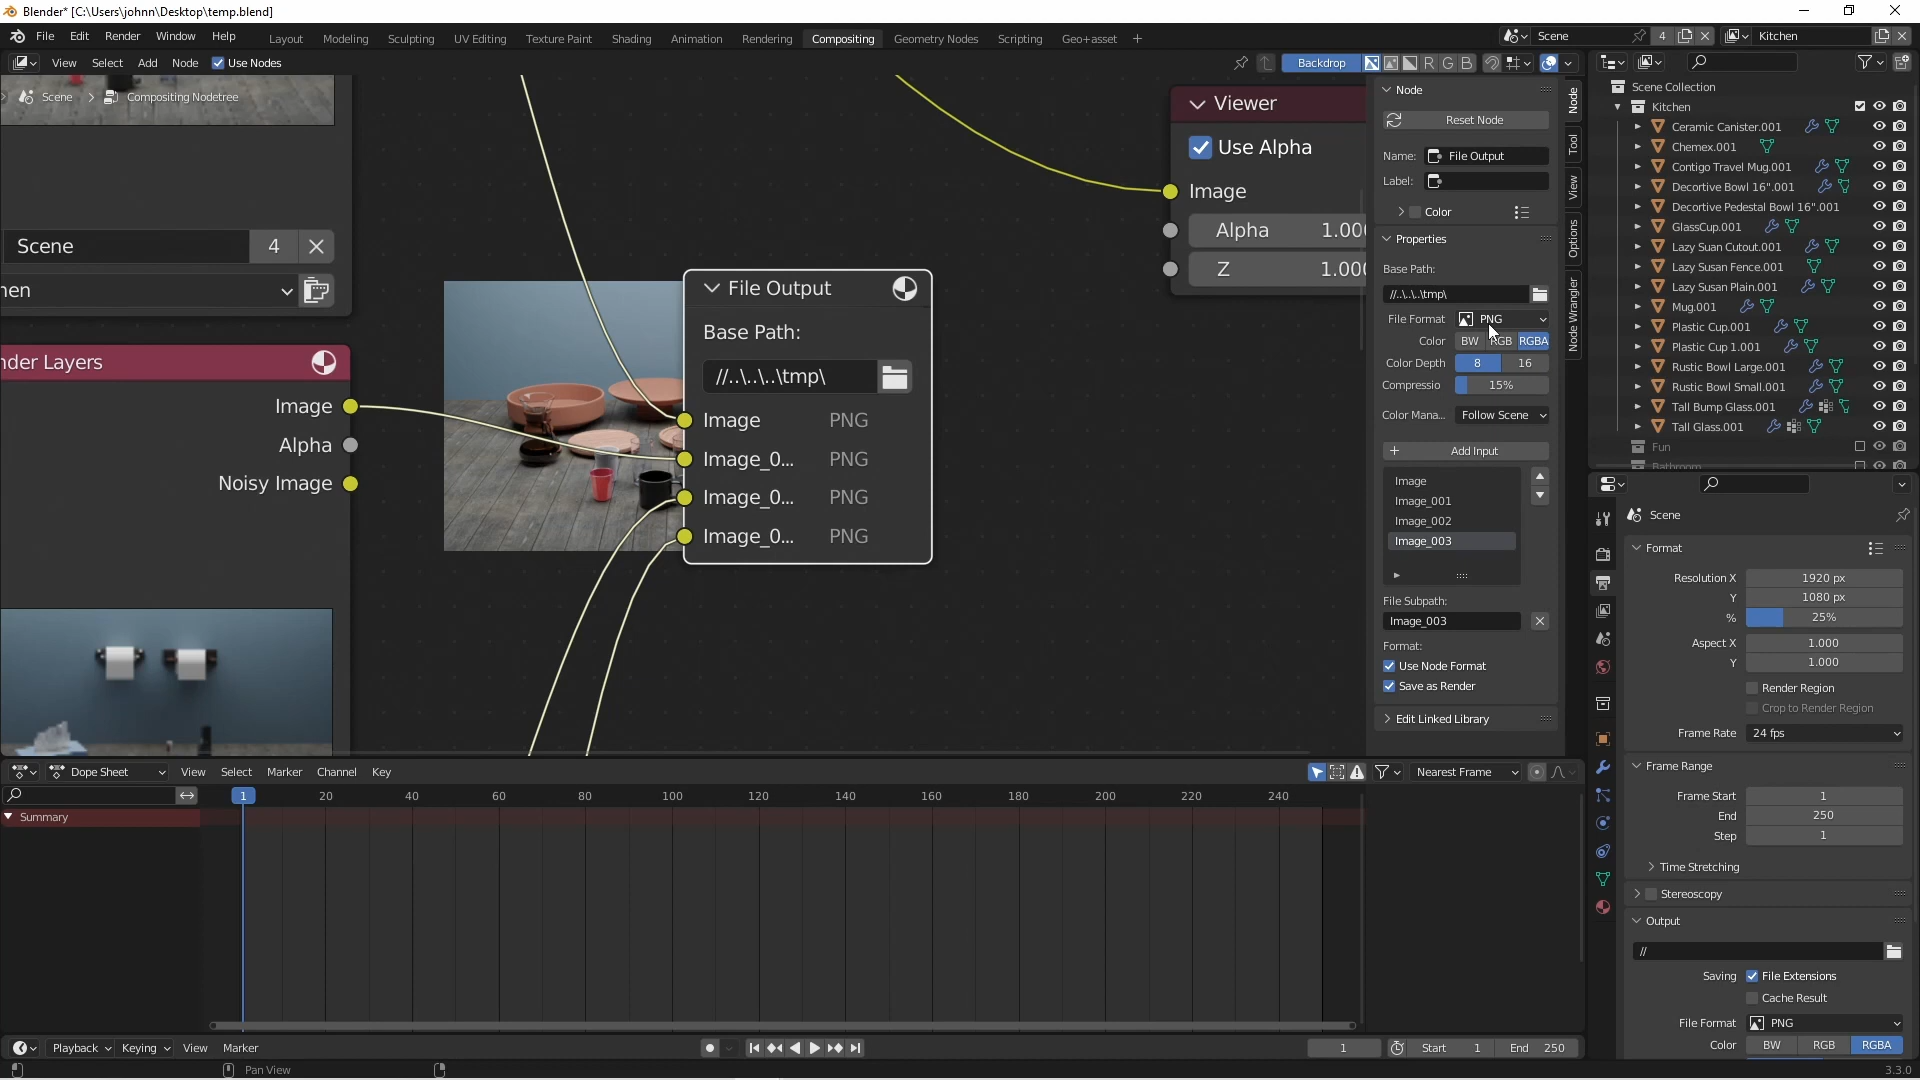 Blender* [C:\Users\johnn\Desktop\temp.blend]
File Edit Render Window Help Layout Modeling Sculpting UV Editing Texture Paint Shading Animation Rendering Compositing Geometry Nodes Scripting Geo+asset + Scene 4 Kitchen
View Select Add Node Use Nodes Backdrop R G B
Scene > Compositing Nodetree
Scene 4
nder Layers
Image
Alpha
Noisy Image
File Output
Base Path:
//..\..\..\tmp\
Image PNG
Image_0... PNG
Image_0... PNG
Image_0... PNG
Viewer
Use Alpha
Image
Alpha 1.00
Z 1.00
Node
Reset Node
Name: File Output
Label:
Color
Properties
Base Path:
//..\..\..\tmp\
File Format PNG
Color BW RGB RGBA
Color Depth 8 16
Compressio 15%
Color Mana... Follow Scene
+ Add Input
Image
Image_001
Image_002
Image_003
File Subpath:
Image_003
Format:
Use Node Format
Save as Render
Edit Linked Library
Node
Tool
View
Options
Node Wrangler
Scene Collection
Kitchen
Ceramic Canister.001
Chemex.001
Contigo Travel Mug.001
Decortive Bowl 16".001
Decortive Pedestal Bowl 16".001
GlassCup.001
Lazy Suan Cutout.001
Lazy Susan Fence.001
Lazy Susan Plain.001
Mug.001
Plastic Cup.001
Plastic Cup 1.001
Rustic Bowl Large.001
Rustic Bowl Small.001
Tall Bump Glass.001
Tall Glass.001
Fun
Bathroom
Scene
Format
Resolution X 1920 px
Y 1080 px
% 25%
Aspect X 1.000
Y 1.000
Render Region
Crop to Render Region
Frame Rate 24 fps
Frame Range
Frame Start 1
End 250
Step 1
Time Stretching
Stereoscopy
Output
//
Saving File Extensions
Cache Result
File Format PNG
Color BW RGB RGBA
Dope Sheet View Select Marker Channel Key Nearest Frame
1 20 40 60 80 100 120 140 160 180 200 220 240
Summary
Playback Keying View Marker 1 Start 1 End 250
Pan View 3.3.0